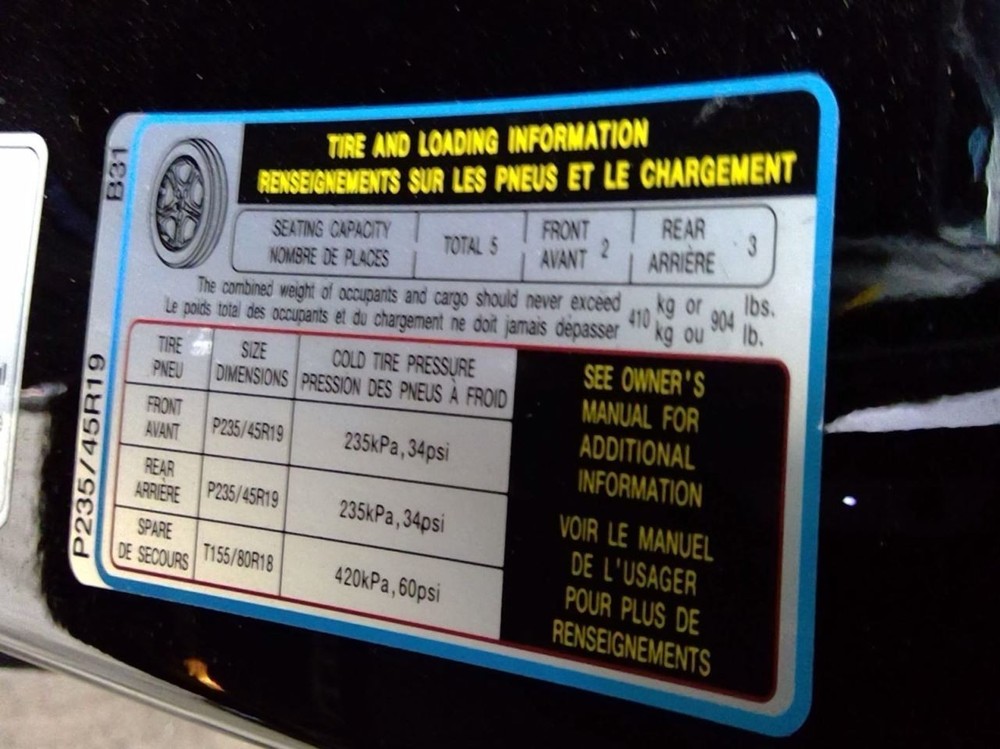 TIRE AND LOADING INFORMATION
RENSEIGNEMENTS SUR LES PNEUS ET LE CHARGEMENT
B31
SEATING CAPACITY
NOMBRE DE PLACES
TOTAL 5
FRONT
AVANT 2
REAR
ARRIÈRE 3
The combined weight of occupants and cargo should never exceed 410 kg or 904 lbs.
Le poids total des occupants et du chargement ne doit jamais dépasser kg ou lb.
P235/45R19
TIRE
PNEU
SIZE
DIMENSIONS
COLD TIRE PRESSURE
PRESSION DES PNEUS À FROID
FRONT
AVANT
P235/45R19
235kPa,34psi
REAR
ARRIÈRE
P235/45R19
235kPa,34psi
SPARE
DE SECOURS
T155/80R18
420kPa,60psi
SEE OWNER'S
MANUAL FOR
ADDITIONAL
INFORMATION
VOIR LE MANUEL
DE L'USAGER
POUR PLUS DE
RENSEIGNEMENTS